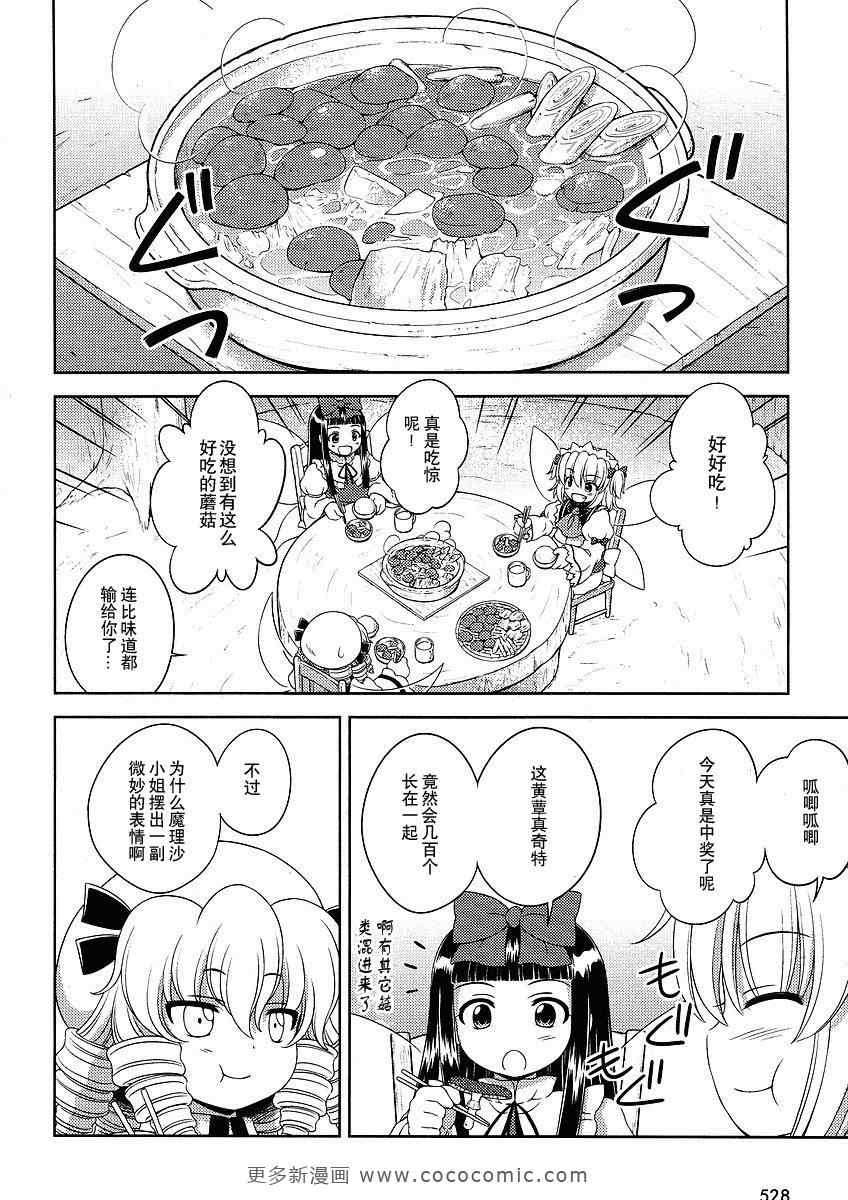 ぐつ
ぐつ
好好吃！
真是吃惊
呢！
没想到有这么
好吃的蘑菇
连比味道都
输给你了…
呱唧呱唧
今天真是中奖了呢
这黄蕈真奇特
竟然会几百个
长在一起
啊有其它菇
类混进来了
もぐ
もぐ
不过
为什么魔理沙
小姐摆出一副
微妙的表情啊
更多新漫画 www.cococomic.com
528